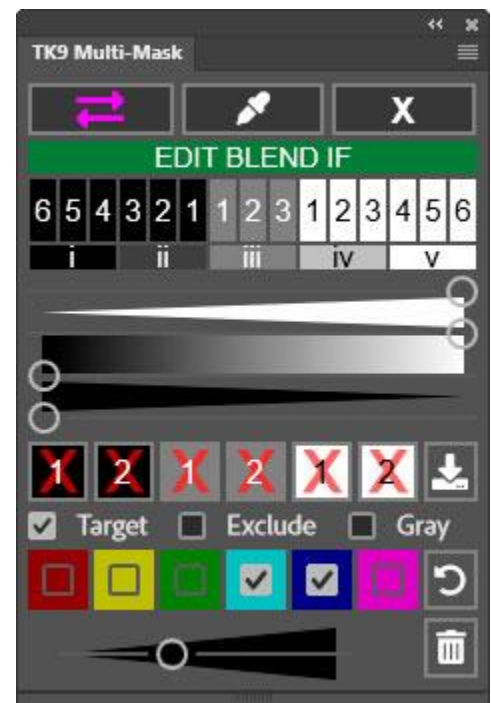 TK9 Multi-Mask
X
EDIT BLEND IF
6 5 4 3 2 1 1 2 3 1 2 3 4 5 6
i ii iii iv v
1 2 1 2 1 2
Target Exclude Gray